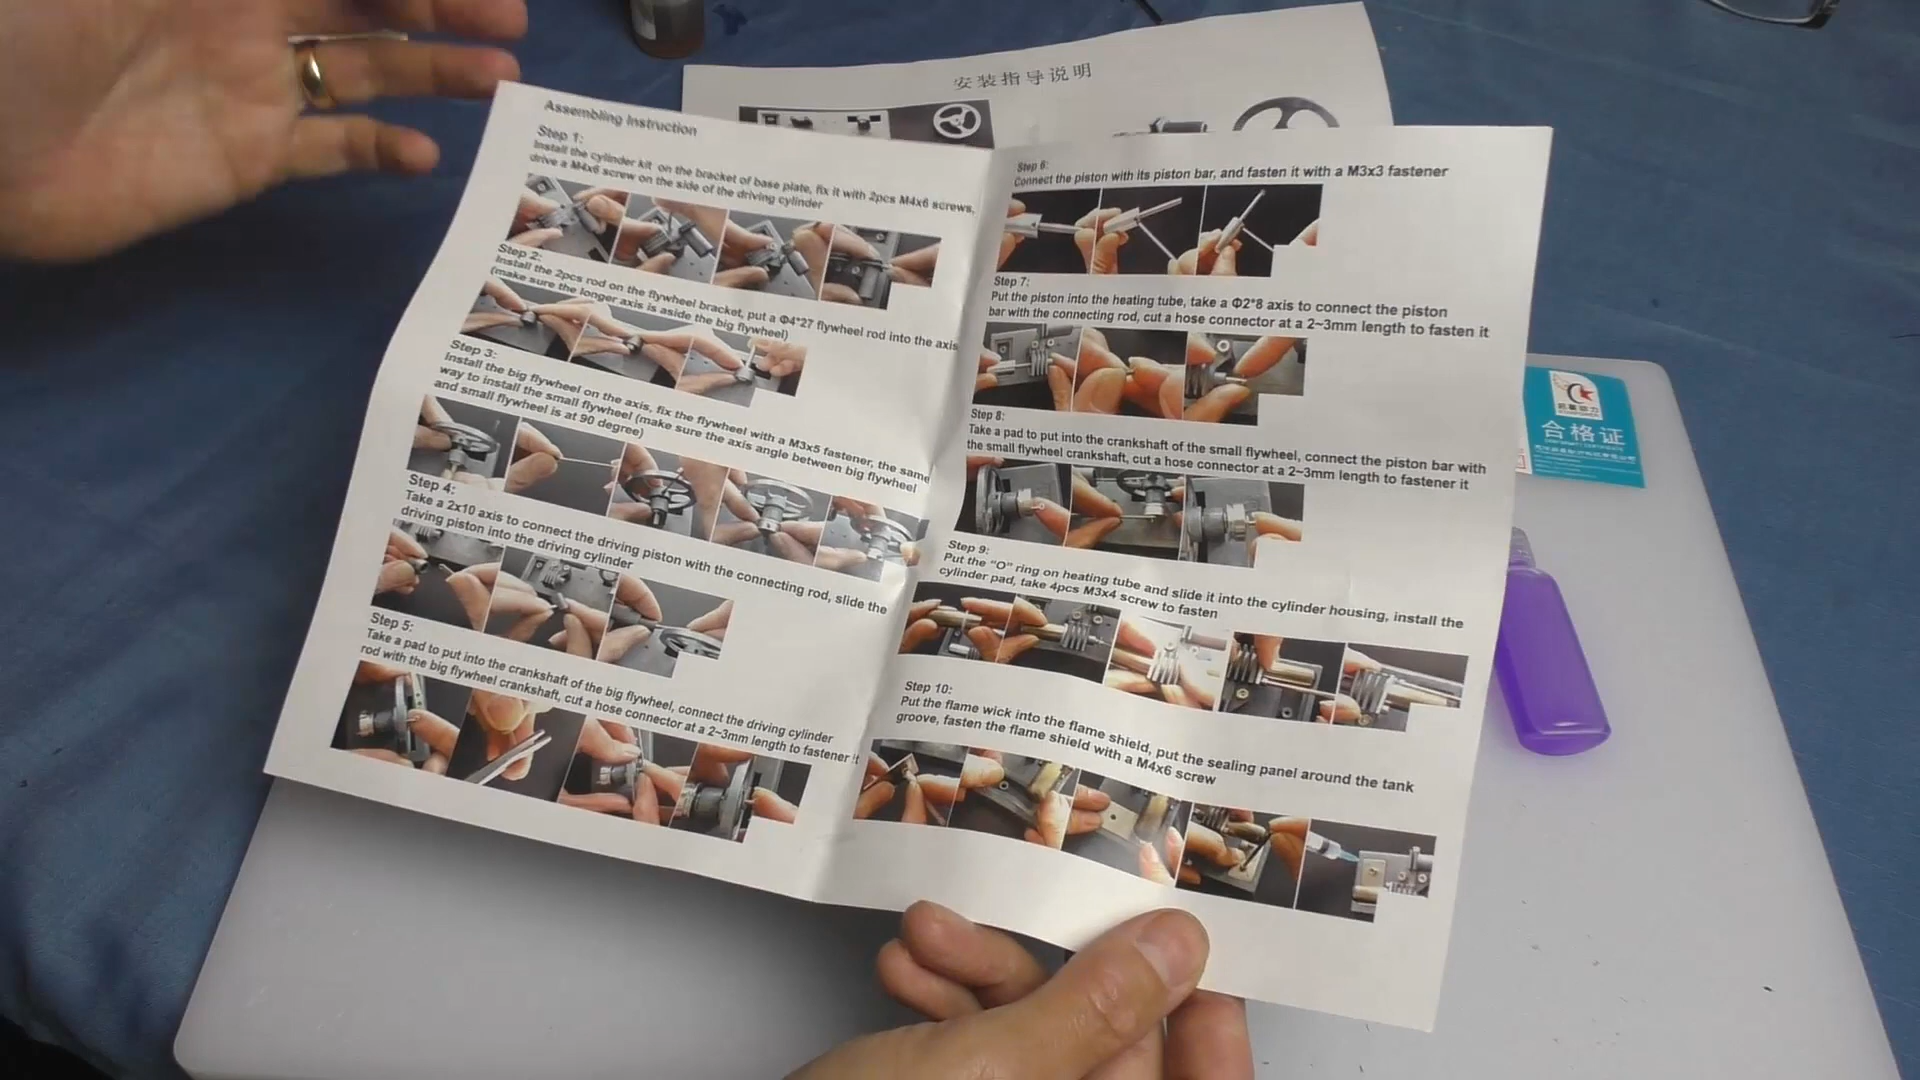 安装指导说明
Assembling Instruction
Step 1:
Install the cylinder kit on the bracket of base plate, fix it with 2pcs M4x6 screws,
drive a M4x6 screw on the side of the driving cylinder
Step 2:
Install the 2pcs rod on the flywheel bracket, put a Φ4*27 flywheel rod into the axis
(make sure the longer axis is aside the big flywheel)
Step 3:
Install the big flywheel on the axis, fix the flywheel with a M3x5 fastener, the same
way to install the small flywheel (make sure the axis angle between big flywheel
and small flywheel is at 90 degree)
Step 4:
Take a 2x10 axis to connect the driving piston with the connecting rod, slide the
driving piston into the driving cylinder
Step 5:
Take a pad to put into the crankshaft of the big flywheel, connect the driving cylinder
rod with the big flywheel crankshaft, cut a hose connector at a 2~3mm length to fastener it
Step 6:
Connect the piston with its piston bar, and fasten it with a M3x3 fastener
Step 7:
Put the piston into the heating tube, take a Φ2*8 axis to connect the piston
bar with the connecting rod, cut a hose connector at a 2~3mm length to fasten it
Step 8:
Take a pad to put into the crankshaft of the small flywheel, connect the piston bar with
the small flywheel crankshaft, cut a hose connector at a 2~3mm length to fastener it
Step 9:
Put the "O" ring on heating tube and slide it into the cylinder housing, install the
cylinder pad, take 4pcs M3x4 screw to fasten
Step 10:
Put the flame wick into the flame shield, put the sealing panel around the tank
groove, fasten the flame shield with a M4x6 screw
合格证